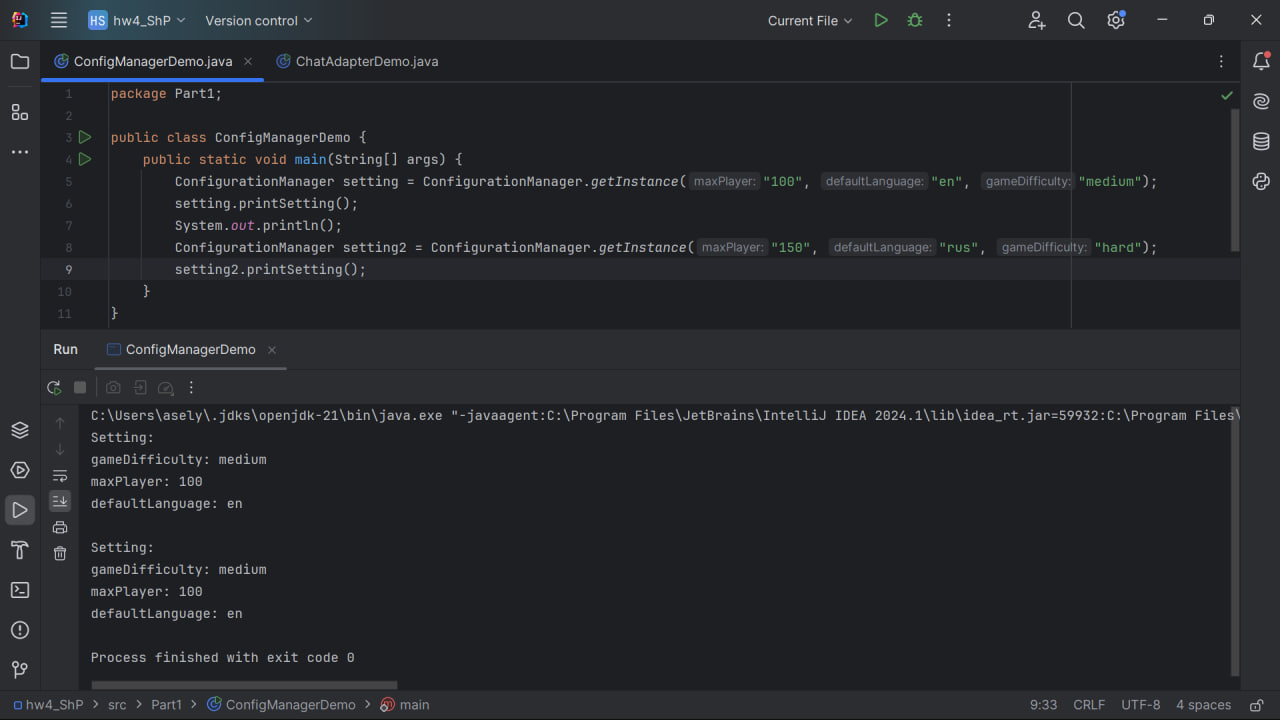 HS hw4_ShP Version control Current File
ConfigManagerDemo.java ChatAdapterDemo.java
1 package Part1;
2
3 public class ConfigManagerDemo {
4 public static void main(String[] args) {
5 ConfigurationManager setting = ConfigurationManager.getInstance( maxPlayer: "100", defaultLanguage: "en", gameDifficulty: "medium");
6 setting.printSetting();
7 System.out.println();
8 ConfigurationManager setting2 = ConfigurationManager.getInstance( maxPlayer: "150", defaultLanguage: "rus", gameDifficulty: "hard");
9 setting2.printSetting();
10 }
11 }
Run ConfigManagerDemo
C:\Users\asely\.jdks\openjdk-21\bin\java.exe "-javaagent:C:\Program Files\JetBrains\IntelliJ IDEA 2024.1\lib\idea_rt.jar=59932:C:\Program Files\
Setting:
gameDifficulty: medium
maxPlayer: 100
defaultLanguage: en
Setting:
gameDifficulty: medium
maxPlayer: 100
defaultLanguage: en
Process finished with exit code 0
hw4_ShP > src > Part1 > ConfigManagerDemo > main 9:33 CRLF UTF-8 4 spaces